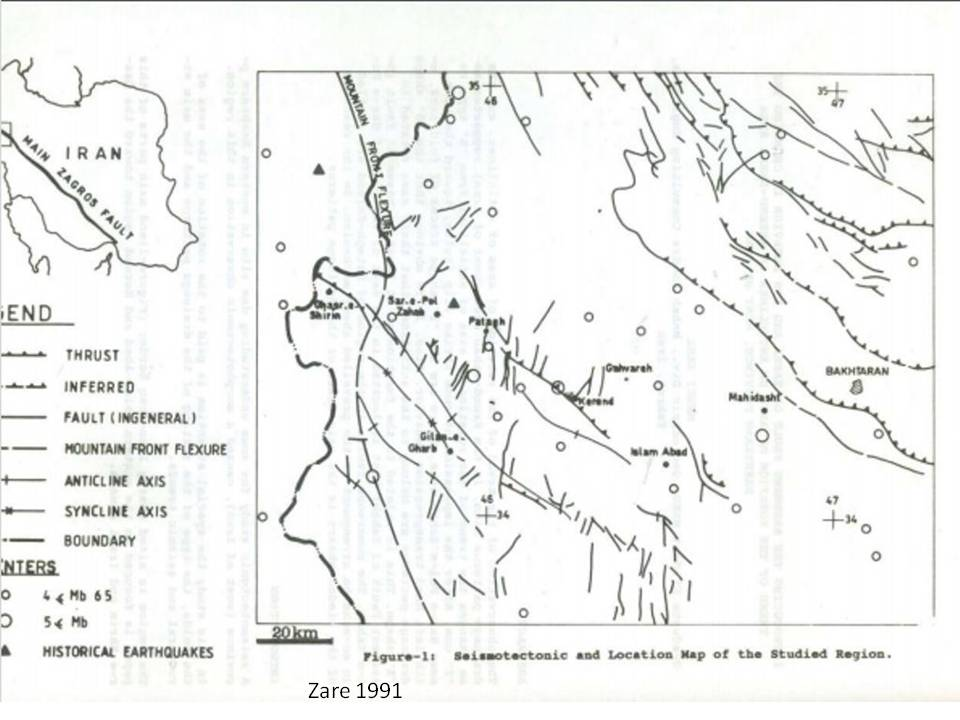 IRAN
MAIN ZAGROS FAULT
MOUNTAIN FRONT FLEXURE
35
46
35
47
Ghasr-e-
Shirin
Sar-e-Pol
Zahab
Patagh
Gahvareh
Kerend
BAKHTARAN
Mahidasht
Gilan-e-
Gharb
Islam Abad
46
34
47
34
GEND
THRUST
INFERRED
FAULT (INGENERAL)
MOUNTAIN FRONT FLEXURE
ANTICLINE AXIS
SYNCLINE AXIS
BOUNDARY
ENTERS
4≤ Mb 65
5≤ Mb
HISTORICAL EARTHQUAKES
20km
Figure-1: Seismotectonic and Location Map of the Studied Region.
Zare 1991